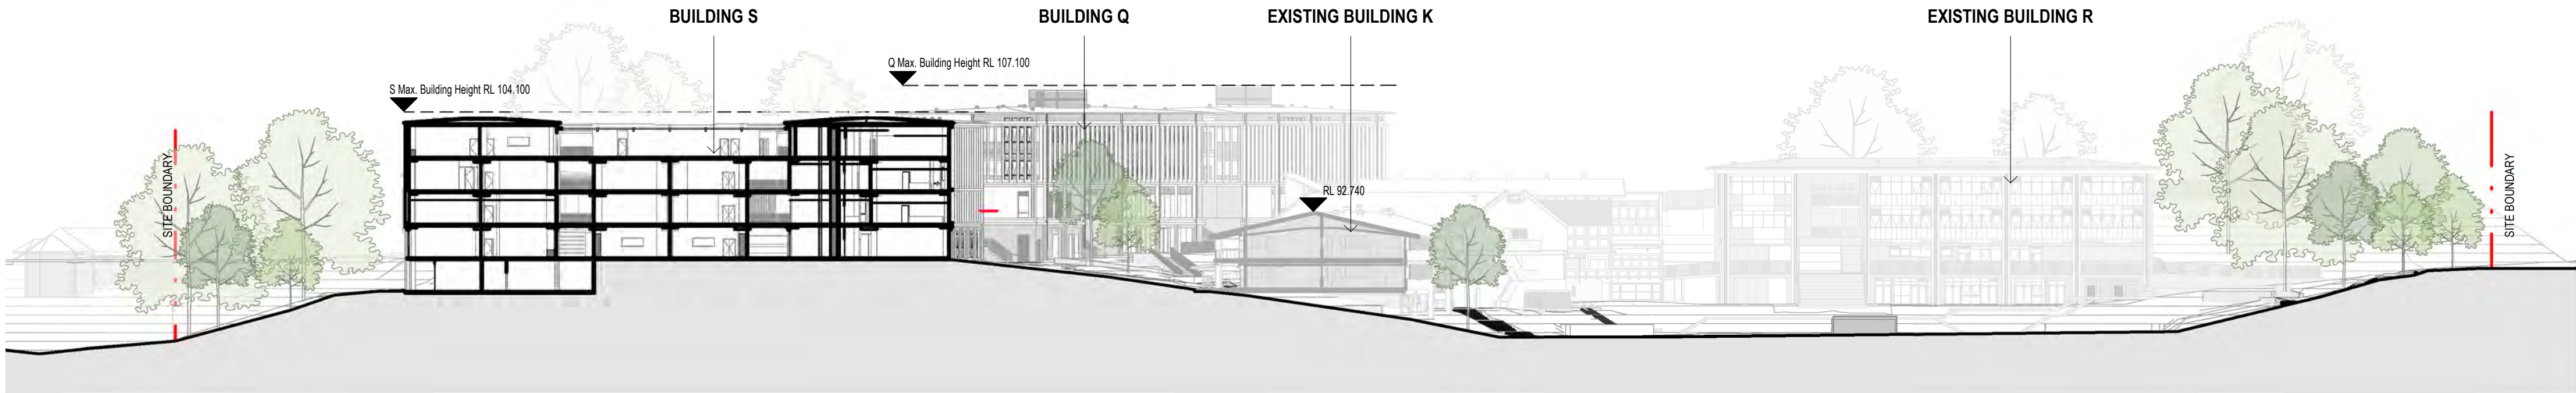 BUILDING S
BUILDING Q
EXISTING BUILDING K
EXISTING BUILDING R
Q Max. Building Height RL 107.100
S Max. Building Height RL 104.100
SITE BOUNDARY
RL 92.740
SITE BOUNDARY